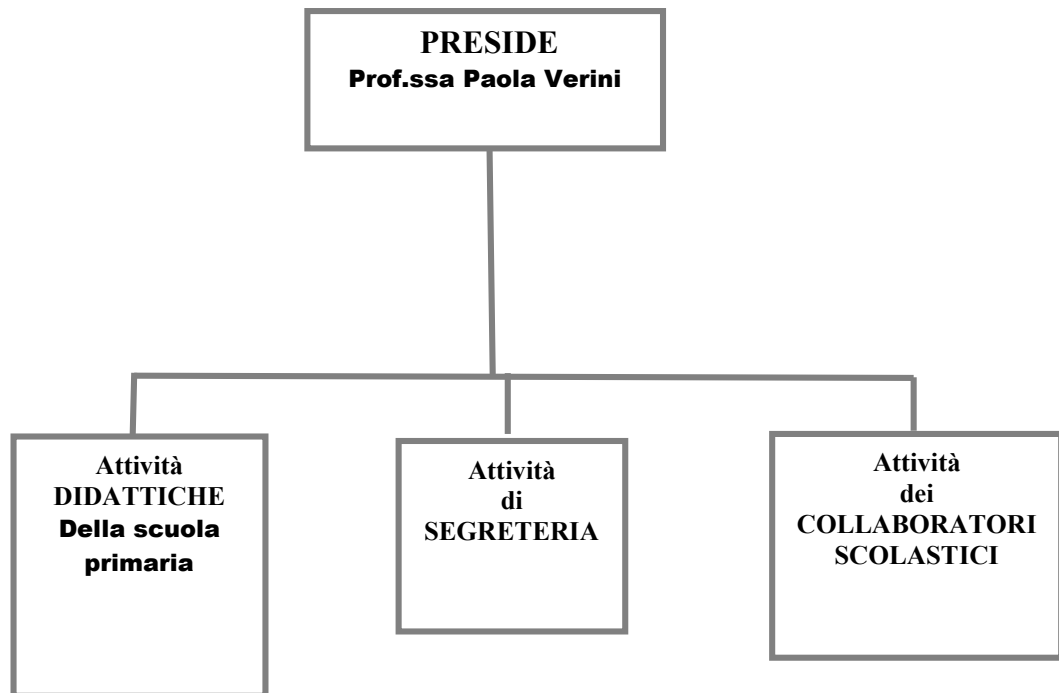 PRESIDE
Prof.ssa Paola Verini
Attività
DIDATTICHE
Della scuola
primaria
Attività
di
SEGRETERIA
Attività
dei
COLLABORATORI
SCOLASTICI